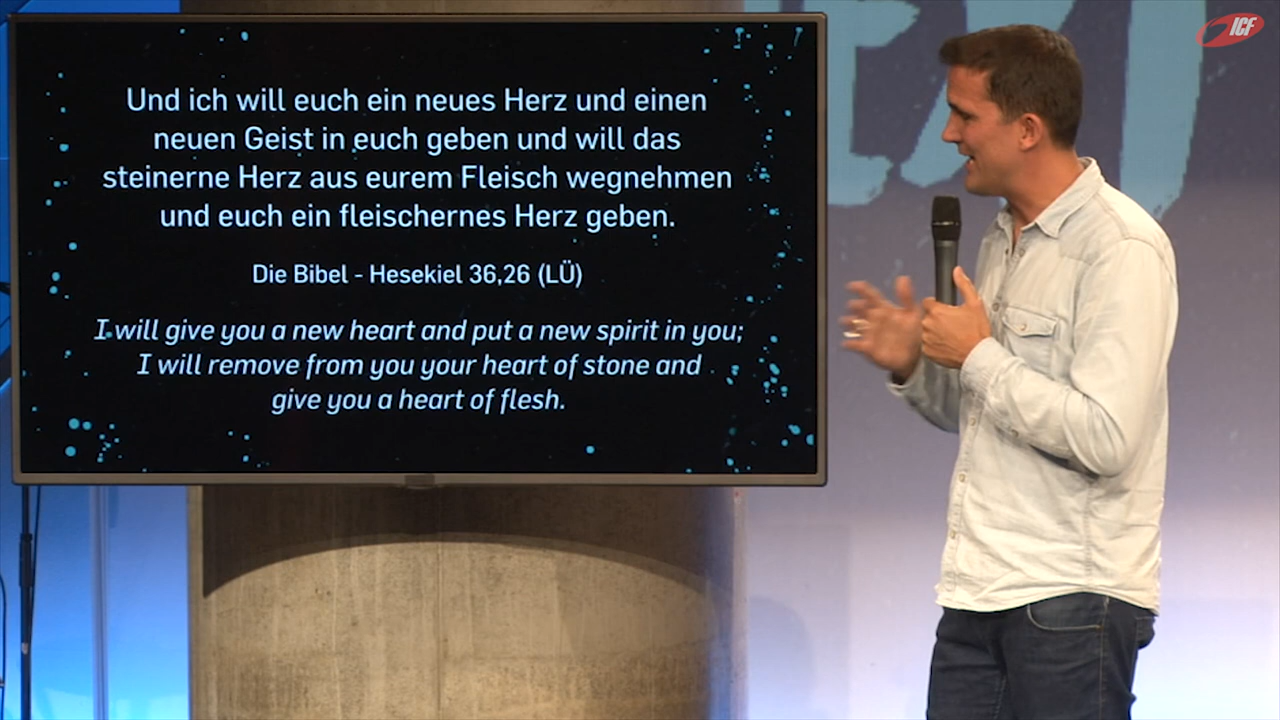 Und ich will euch ein neues Herz und einen
neuen Geist in euch geben und will das
steinerne Herz aus eurem Fleisch wegnehmen
und euch ein fleischernes Herz geben.
Die Bibel - Hesekiel 36,26 (LÜ)
I will give you a new heart and put a new spirit in you;
I will remove from you your heart of stone and
give you a heart of flesh.
ICF